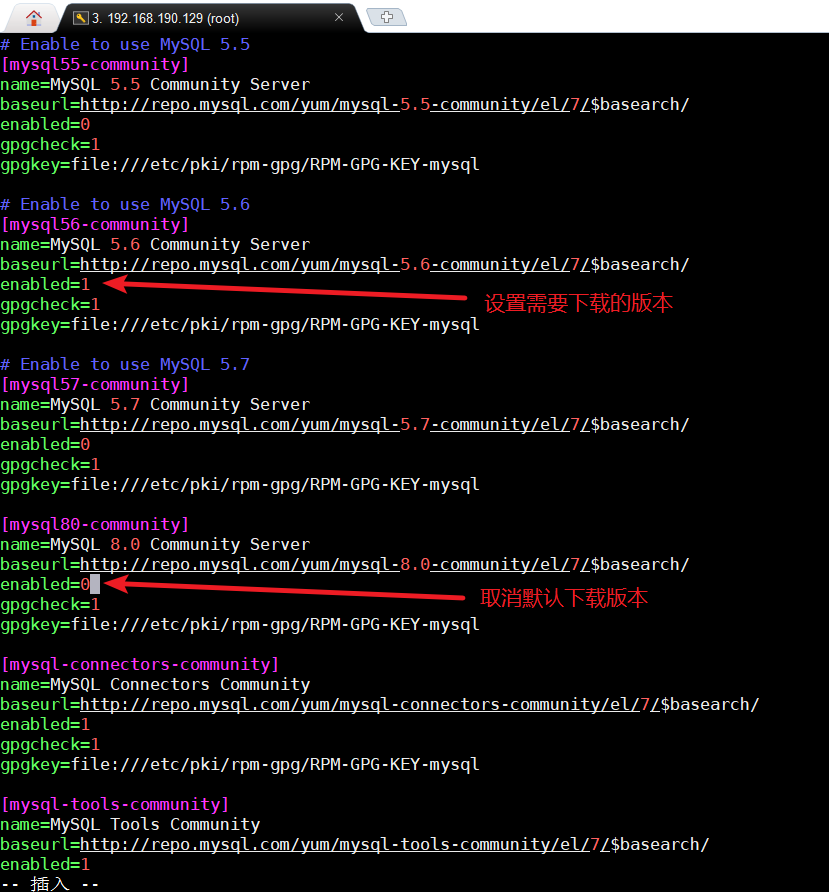 3. 192.168.190.129 (root)
# Enable to use MySQL 5.5
[mysql55-community]
name=MySQL 5.5 Community Server
baseurl=http://repo.mysql.com/yum/mysql-5.5-community/el/7/$basearch/
enabled=0
gpgcheck=1
gpgkey=file:///etc/pki/rpm-gpg/RPM-GPG-KEY-mysql
# Enable to use MySQL 5.6
[mysql56-community]
name=MySQL 5.6 Community Server
baseurl=http://repo.mysql.com/yum/mysql-5.6-community/el/7/$basearch/
enabled=1
设置需要下载的版本
gpgcheck=1
gpgkey=file:///etc/pki/rpm-gpg/RPM-GPG-KEY-mysql
# Enable to use MySQL 5.7
[mysql57-community]
name=MySQL 5.7 Community Server
baseurl=http://repo.mysql.com/yum/mysql-5.7-community/el/7/$basearch/
enabled=0
gpgcheck=1
gpgkey=file:///etc/pki/rpm-gpg/RPM-GPG-KEY-mysql
[mysql80-community]
name=MySQL 8.0 Community Server
baseurl=http://repo.mysql.com/yum/mysql-8.0-community/el/7/$basearch/
enabled=0
取消默认下载版本
gpgcheck=1
gpgkey=file:///etc/pki/rpm-gpg/RPM-GPG-KEY-mysql
[mysql-connectors-community]
name=MySQL Connectors Community
baseurl=http://repo.mysql.com/yum/mysql-connectors-community/el/7/$basearch/
enabled=1
gpgcheck=1
gpgkey=file:///etc/pki/rpm-gpg/RPM-GPG-KEY-mysql
[mysql-tools-community]
name=MySQL Tools Community
baseurl=http://repo.mysql.com/yum/mysql-tools-community/el/7/$basearch/
enabled=1
-- 插入 --